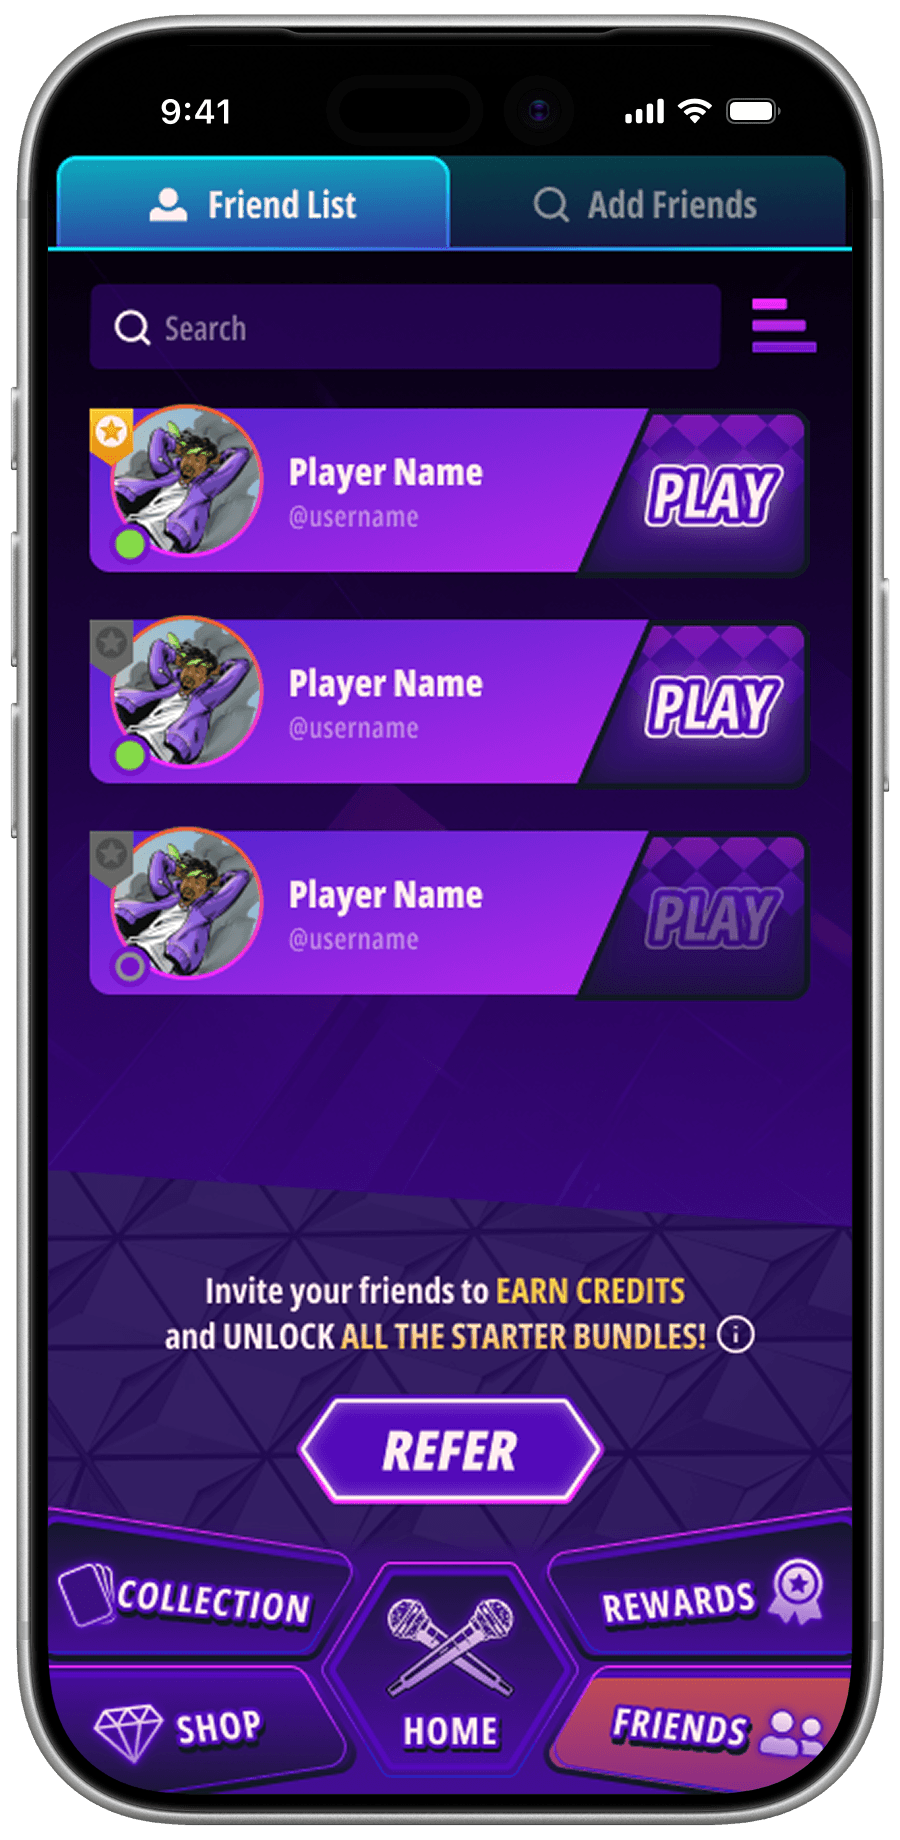 9:41
Friend List
Add Friends
Search
Player Name
@username
PLAY
Player Name
@username
PLAY
Player Name
@username
PLAY
Invite your friends to EARN CREDITS
and UNLOCK ALL THE STARTER BUNDLES!
REFER
COLLECTION
REWARDS
HOME
SHOP
FRIENDS